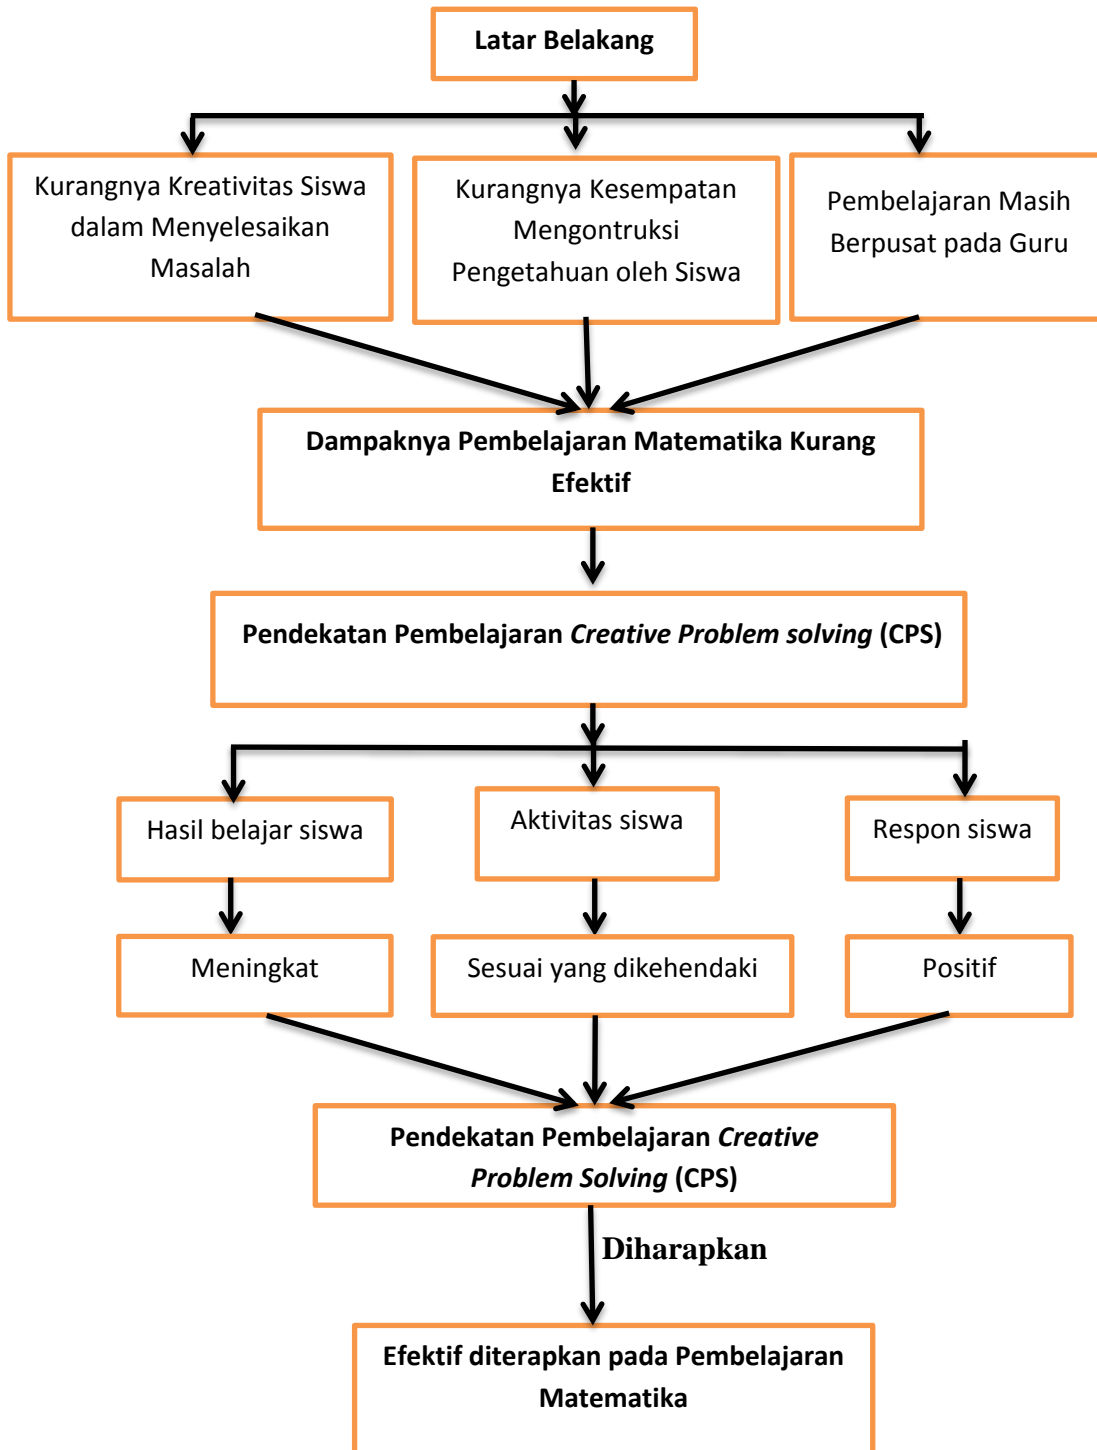 Latar Belakang
Kurangnya Kreativitas Siswa
dalam Menyelesaikan
Masalah
Kurangnya Kesempatan
Mengontruksi
Pengetahuan oleh Siswa
Pembelajaran Masih
Berpusat pada Guru
Dampaknya Pembelajaran Matematika Kurang
Efektif
Pendekatan Pembelajaran Creative Problem solving (CPS)
Hasil belajar siswa
Aktivitas siswa
Respon siswa
Meningkat
Sesuai yang dikehendaki
Positif
Pendekatan Pembelajaran Creative
Problem Solving (CPS)
Diharapkan
Efektif diterapkan pada Pembelajaran
Matematika